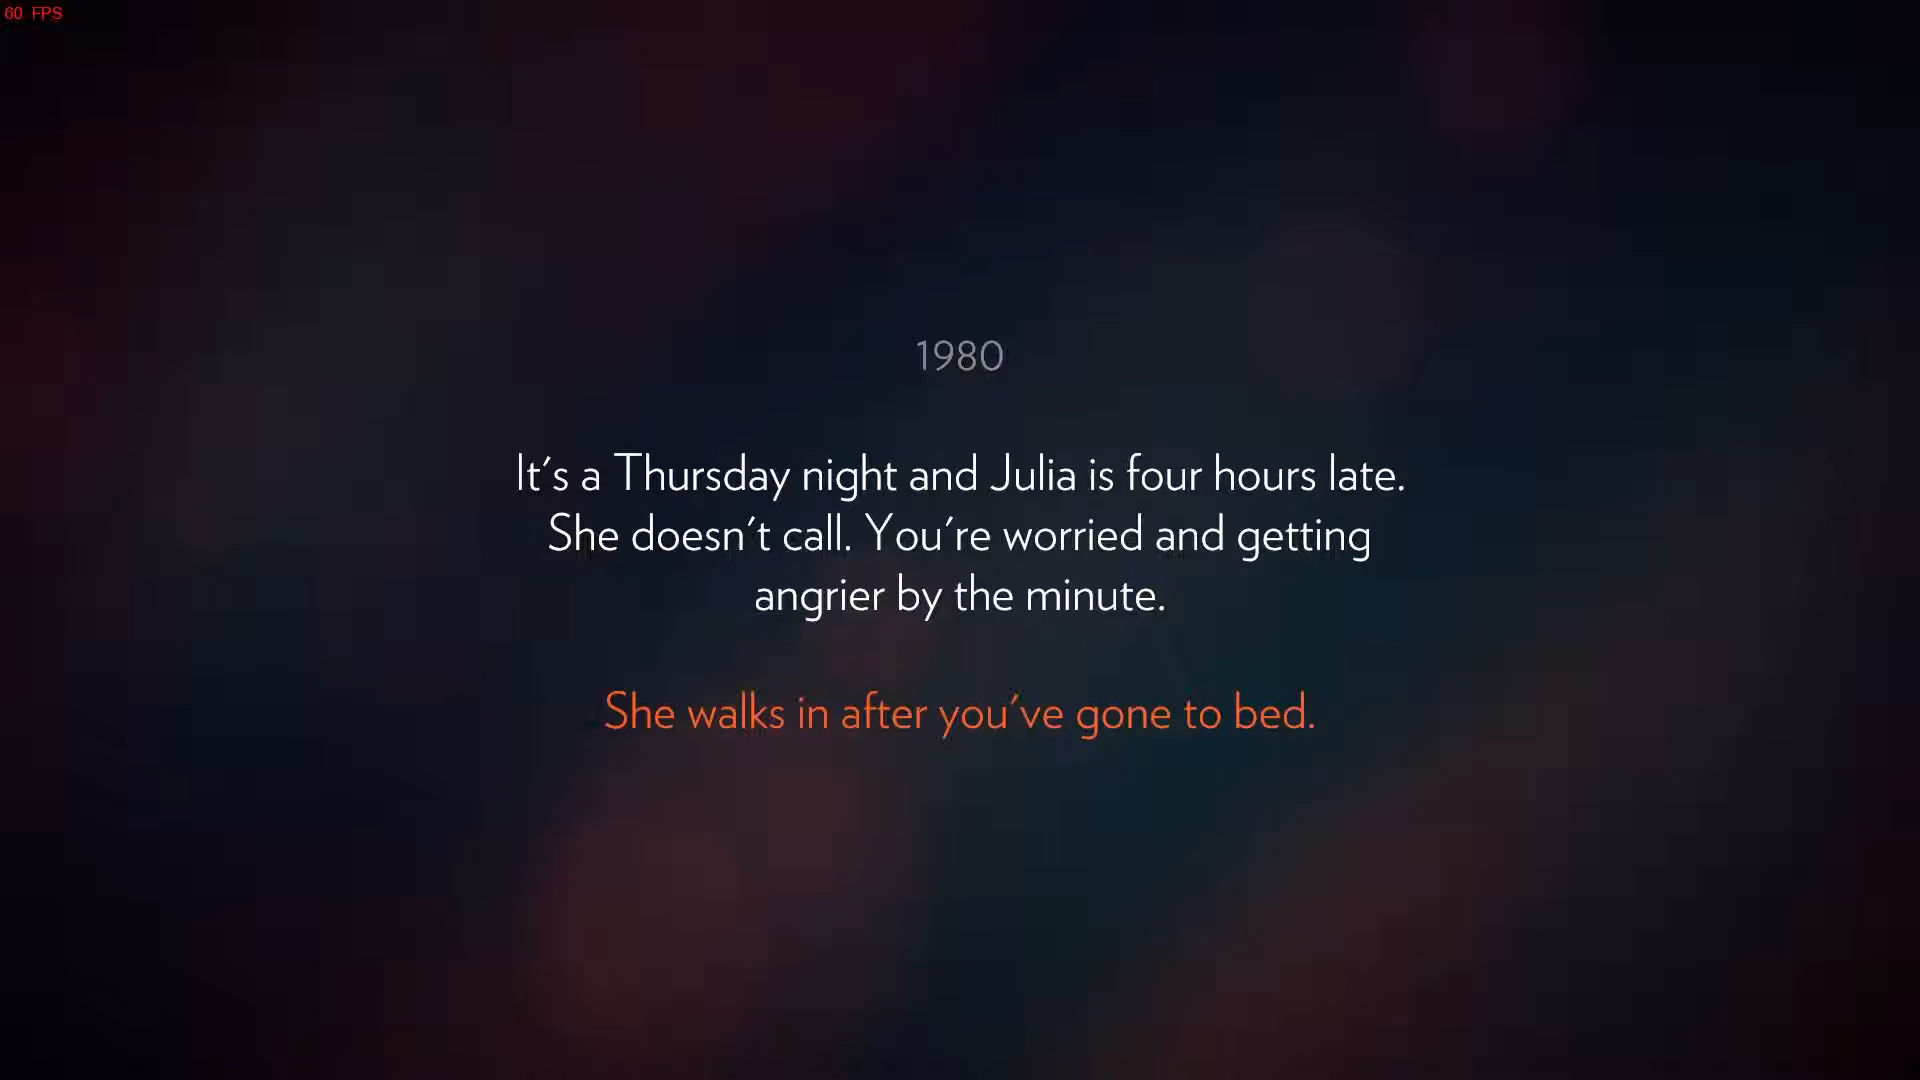 60 FPS
1980
It's a Thursday night and Julia is four hours late.
She doesn't call. You're worried and getting
angrier by the minute.
She walks in after you've gone to bed.